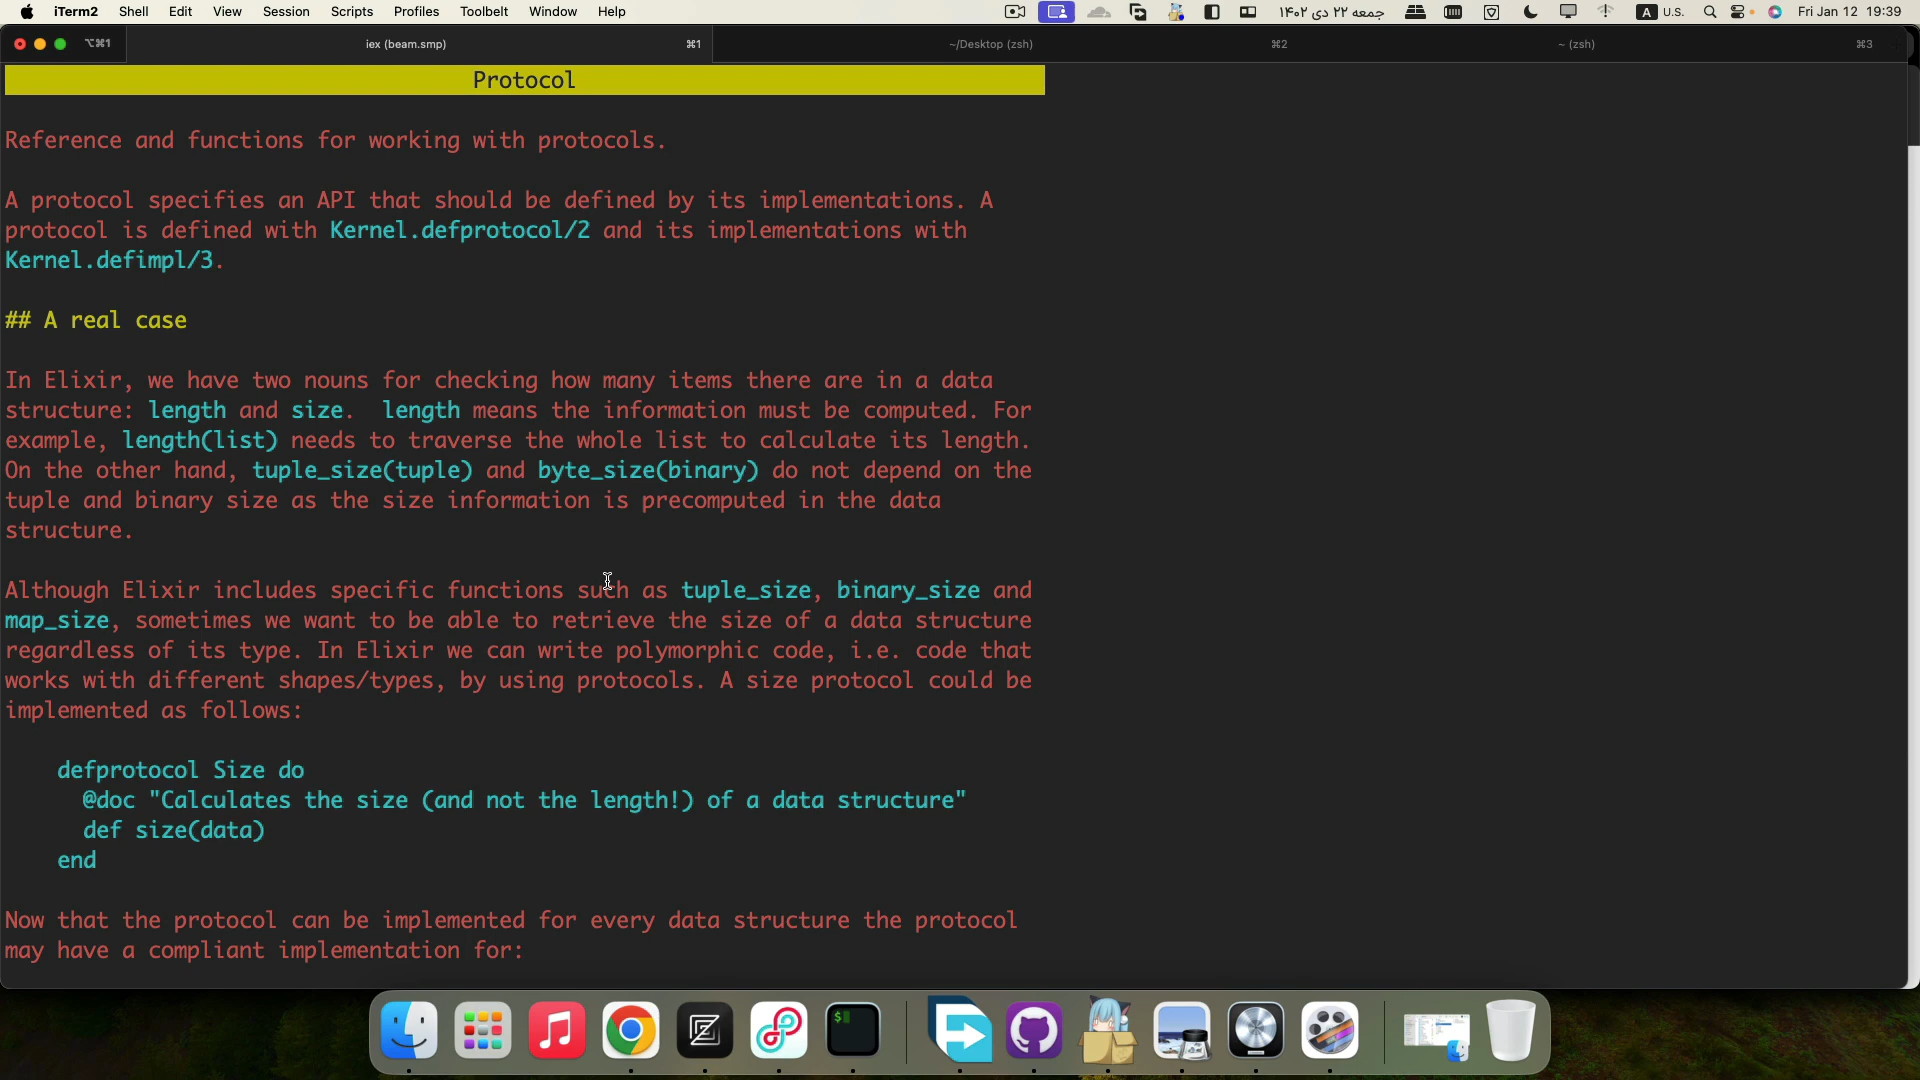 iTerm2 Shell Edit View Session Scripts Profiles Toolbelt Window Help جمعه ۲۲ دی ۱۴۰۲ A U.S. Fri Jan 12 19:39
⌥⌘1 iex (beam.smp) ⌘1 ~/Desktop (zsh) ⌘2 ~ (zsh) ⌘3
Protocol
Reference and functions for working with protocols.
A protocol specifies an API that should be defined by its implementations. A
protocol is defined with Kernel.defprotocol/2 and its implementations with
Kernel.defimpl/3.
## A real case
In Elixir, we have two nouns for checking how many items there are in a data
structure: length and size.  length means the information must be computed. For
example, length(list) needs to traverse the whole list to calculate its length.
On the other hand, tuple_size(tuple) and byte_size(binary) do not depend on the
tuple and binary size as the size information is precomputed in the data
structure.
Although Elixir includes specific functions such as tuple_size, binary_size and
map_size, sometimes we want to be able to retrieve the size of a data structure
regardless of its type. In Elixir we can write polymorphic code, i.e. code that
works with different shapes/types, by using protocols. A size protocol could be
implemented as follows:
defprotocol Size do
@doc "Calculates the size (and not the length!) of a data structure"
def size(data)
end
Now that the protocol can be implemented for every data structure the protocol
may have a compliant implementation for:
$